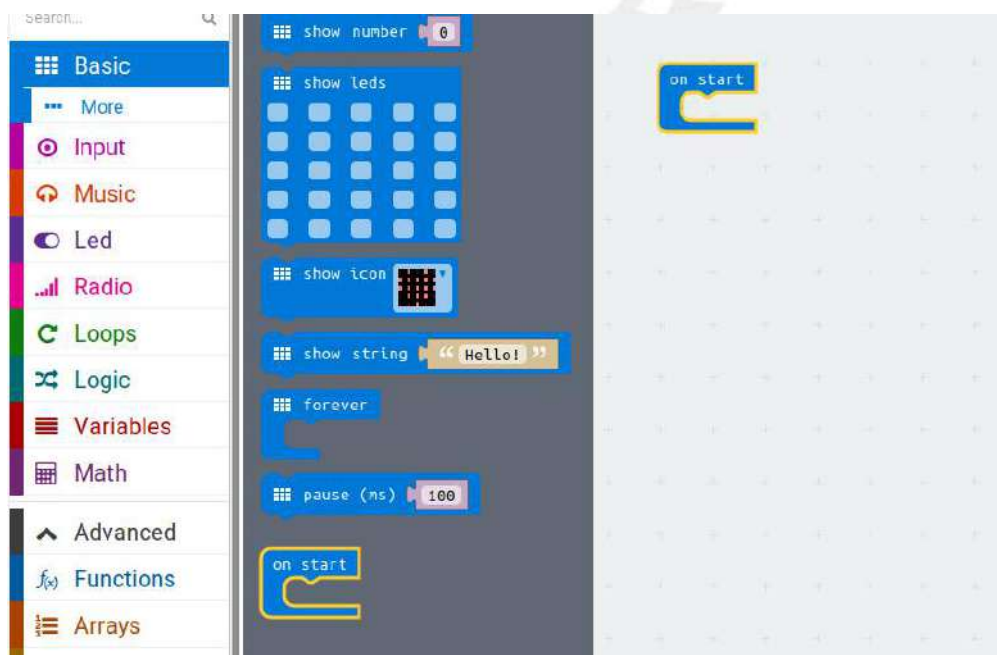 Search...
Basic
More
Input
Music
Led
Radio
Loops
Logic
Variables
Math
Advanced
f(x) Functions
Arrays
show number 0
show leds
show icon
show string “ Hello! ”
forever
pause (ms) 100
on start
on start